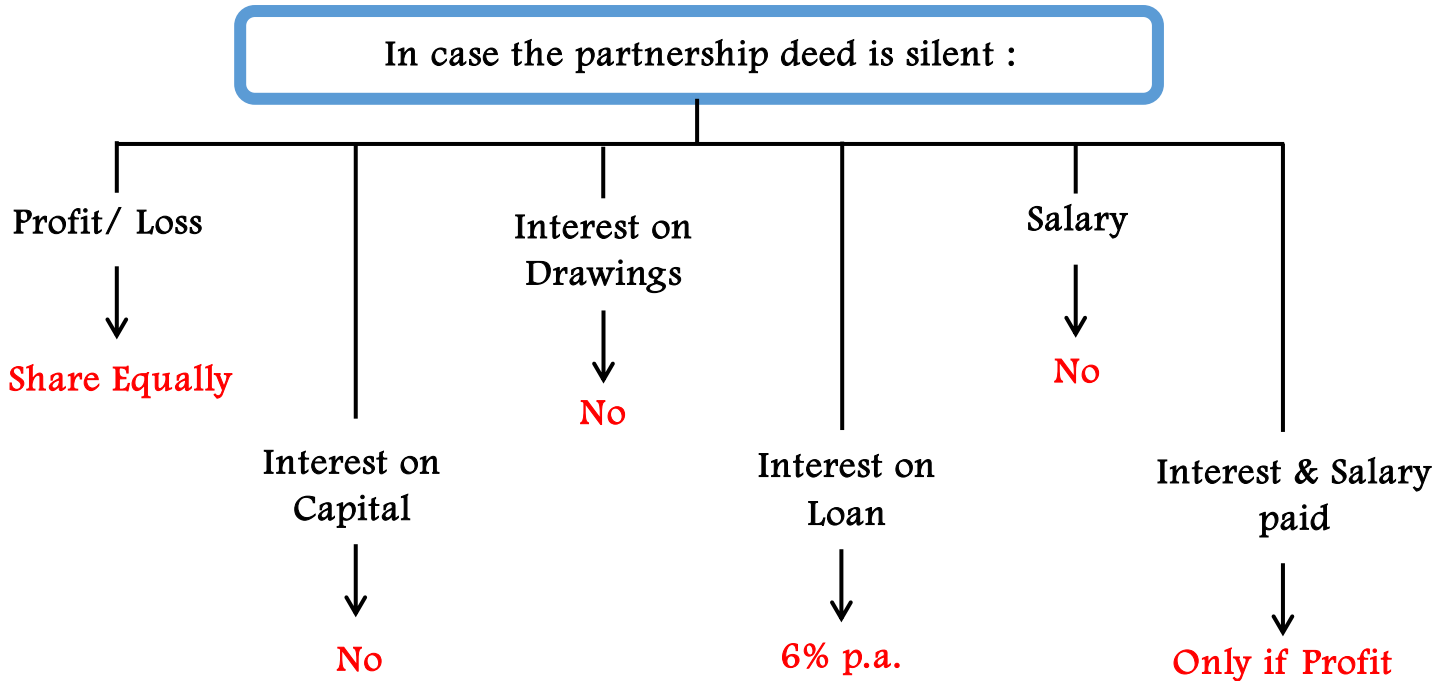 In case the partnership deed is silent :
Profit/ Loss
Share Equally
Interest on
Capital
No
Interest on
Drawings
No
Interest on
Loan
6% p.a.
Salary
No
Interest & Salary
paid
Only if Profit